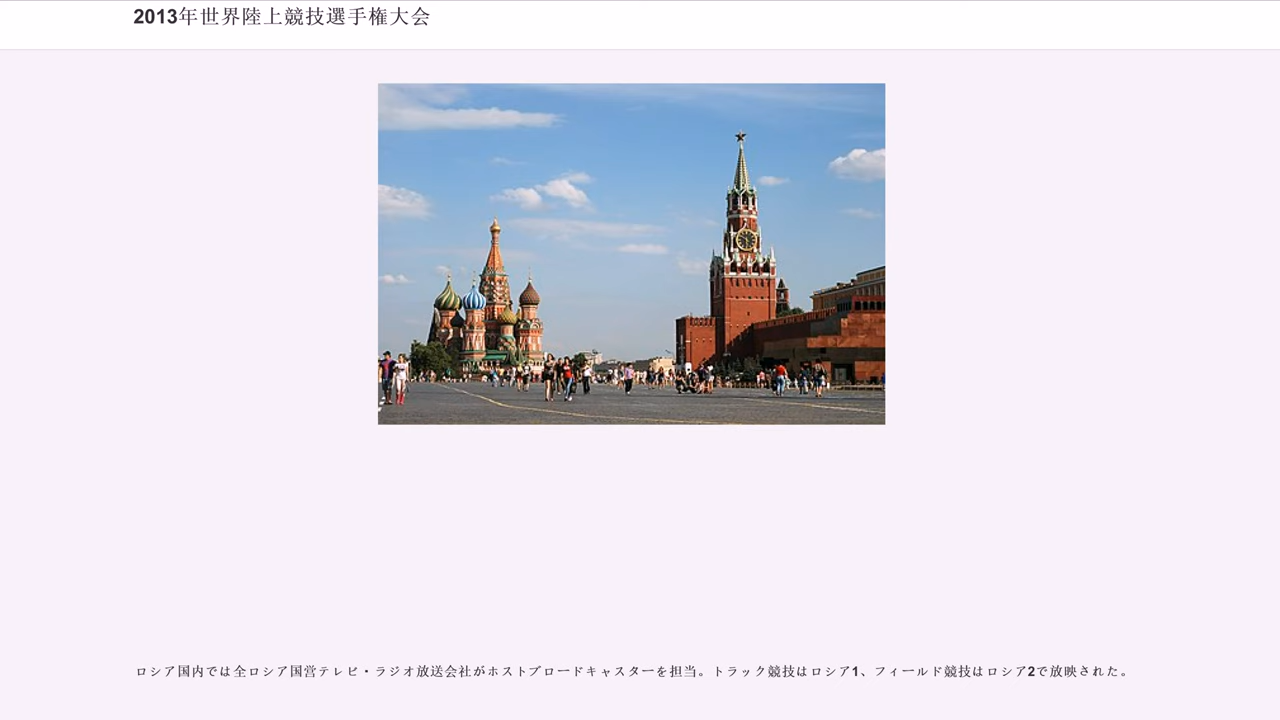 2013年世界陸上競技選手権大会
ロシア国内では全ロシア国営テレビ・ラジオ放送会社がホストブロードキャスターを担当。トラック競技はロシア1、フィールド競技はロシア2で放映された。